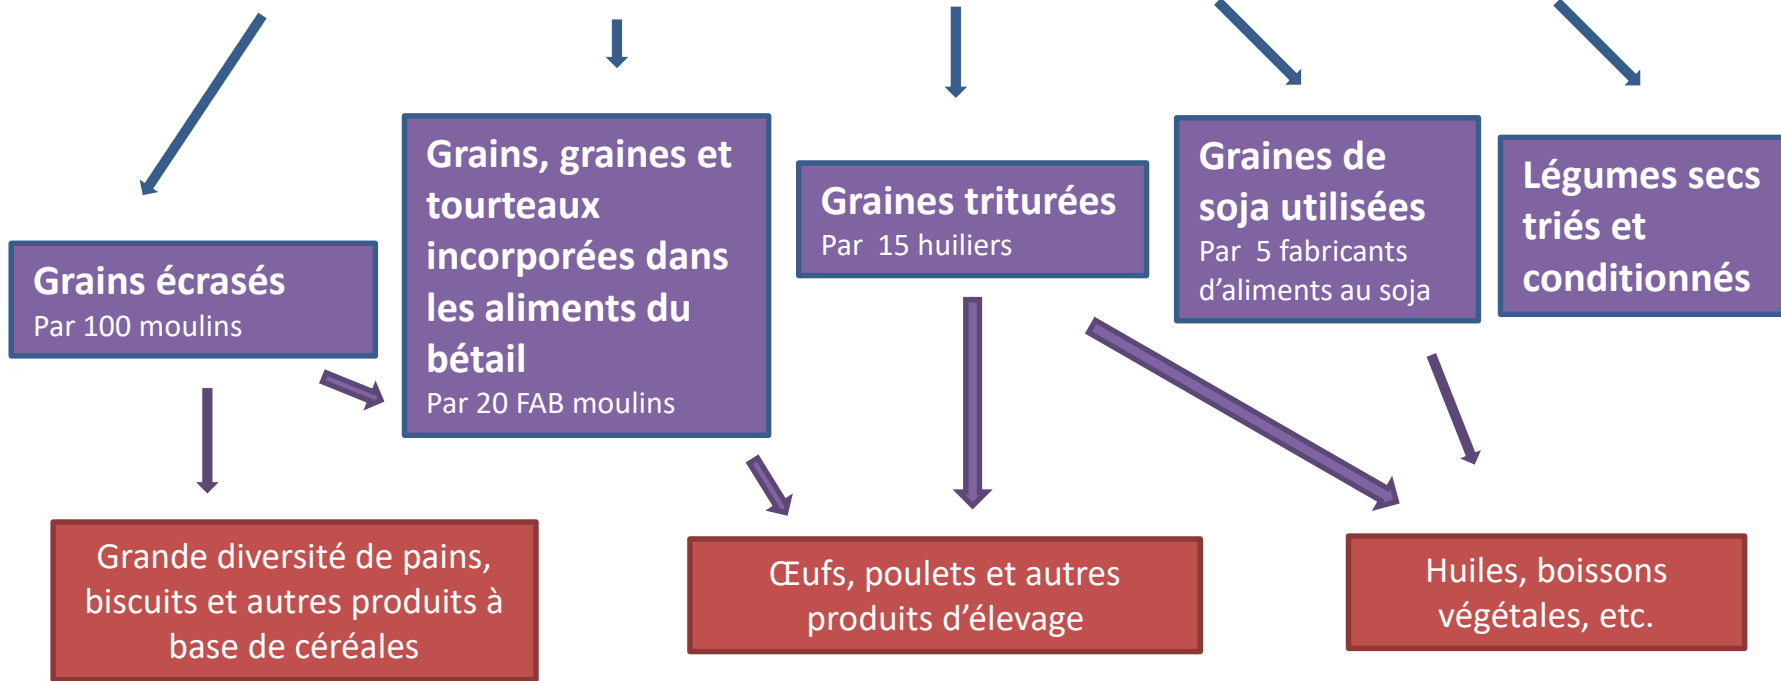 Grains écrasés
Par 100 moulins
Grains, graines et
tourteaux
incorporées dans
les aliments du
bétail
Par 20 FAB moulins
Graines triturées
Par  15 huiliers
Graines de
soja utilisées
Par  5 fabricants
d’aliments au soja
Légumes secs
triés et
conditionnés
Grande diversité de pains,
biscuits et autres produits à
base de céréales
Œufs, poulets et autres
produits d’élevage
Huiles, boissons
végétales, etc.